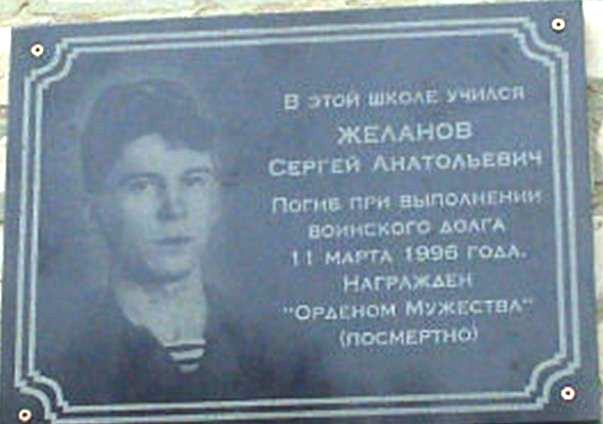 В этой школе учился
ЖЕЛАНОВ
Сергей Анатольевич
Погиб при выполнении
воинского долга
11 марта 1996 года.
Награжден
"Орденом Мужества"
(посмертно)